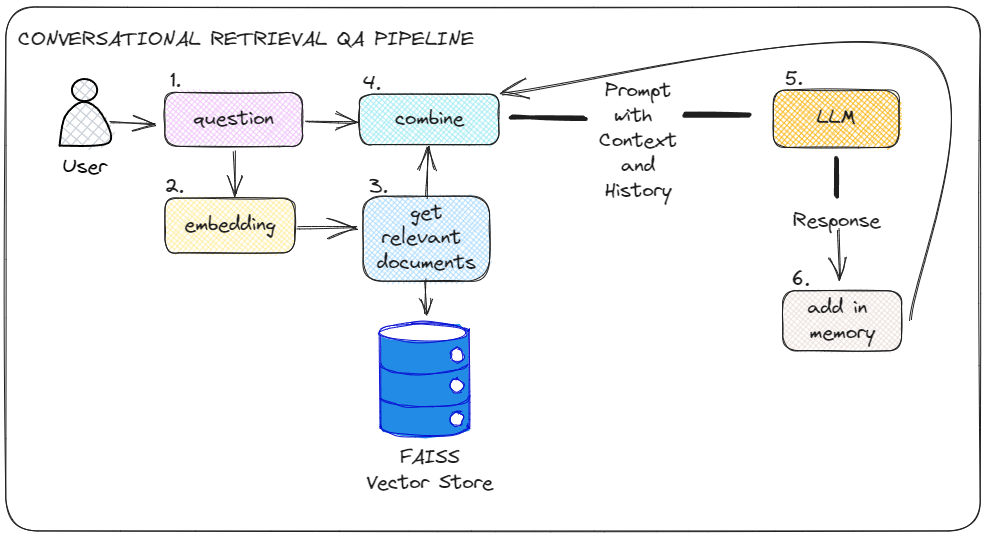 CONVERSATIONAL RETRIEVAL QA PIPELINE
User
1.
question
2.
embedding
3.
get
relevant
documents
FAISS
Vector Store
4.
combine
Prompt
with
Context
and
History
5.
LLM
Response
6.
add in
memory